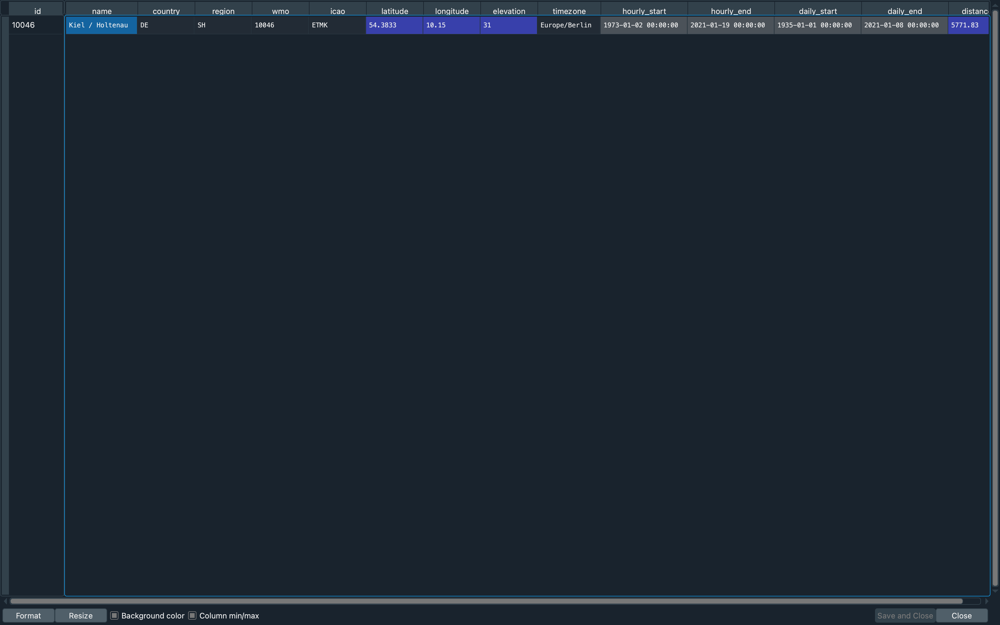 id name country region wmo icao latitude longitude elevation timezone hourly_start hourly_end daily_start daily_end distanc
10046 Kiel / Holtenau DE SH 10046 ETMK 54.3833 10.15 31 Europe/Berlin 1973-01-02 00:00:00 2021-01-19 00:00:00 1935-01-01 00:00:00 2021-01-08 00:00:00 5771.83
Format Resize Background color Column min/max Save and Close Close